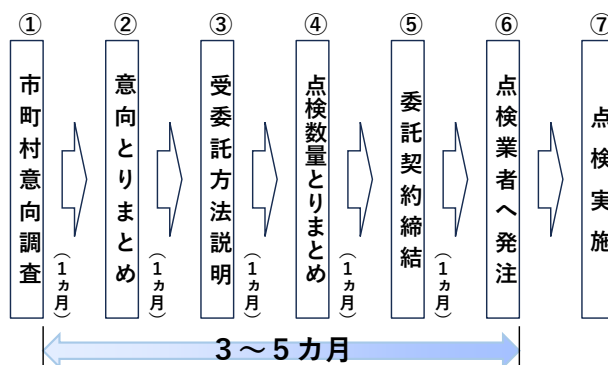 ①
市町村意向調査
(1ヵ月)
②
意向とりまとめ
(1ヵ月)
③
受委託方法説明
(1ヵ月)
④
点検数量とりまとめ
(1ヵ月)
⑤
委託契約締結
(1ヵ月)
⑥
点検業者へ発注
⑦
点検実施
3～5カ月